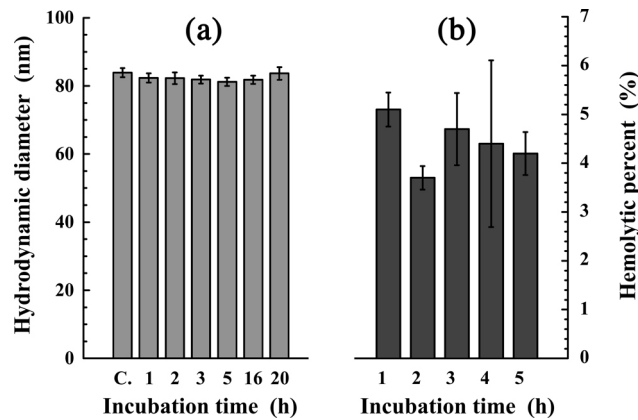 (a)
(b)
Hydrodynamic diameter (nm)
100
80
60
40
20
0
C. 1 2 3 5 16 20
Incubation time (h)
1 2 3 4 5
Incubation time (h)
7
6
5
4
3
2
1
0
Hemolytic percent (%)